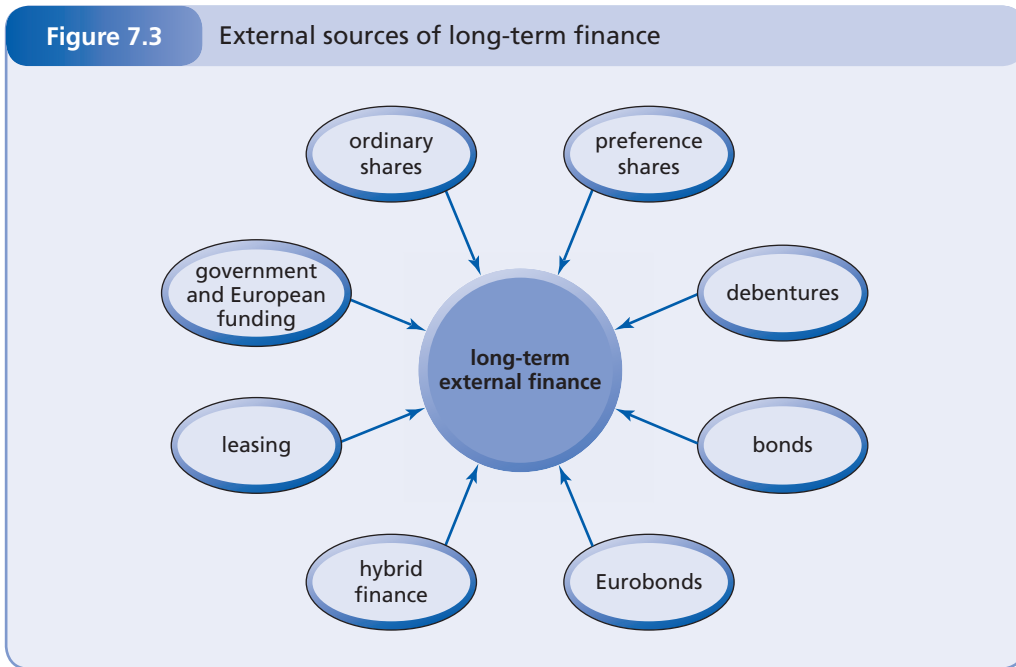 Figure 7.3
External sources of long-term finance
ordinary
shares
preference
shares
government
and European
funding
debentures
long-term
external finance
leasing
bonds
hybrid
finance
Eurobonds